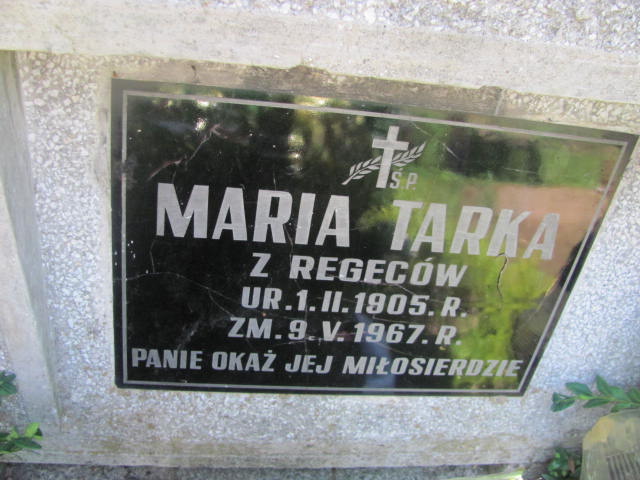 Ś.P.
MARIA TARKA
Z REGECÓW
UR. 1. II. 1905. R.
ZM. 9. V. 1967. R.
PANIE OKAŻ JEJ MIŁOSIERDZIE